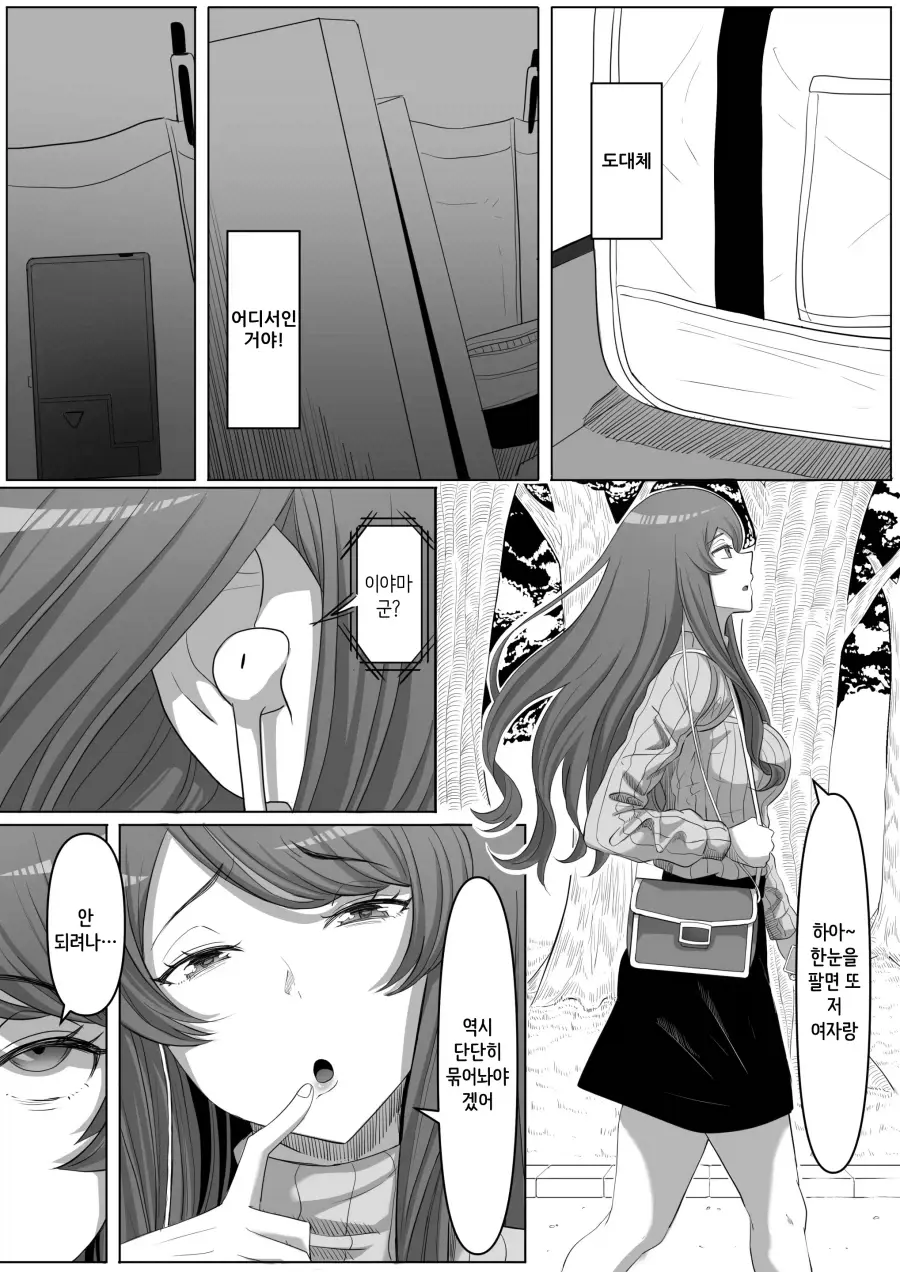 도대체
어디서인
거야!
이야마
군?
하아~
한눈을
팔면 또
저
여자랑
역시
단단히
묶어놔야
겠어
안
되려나…